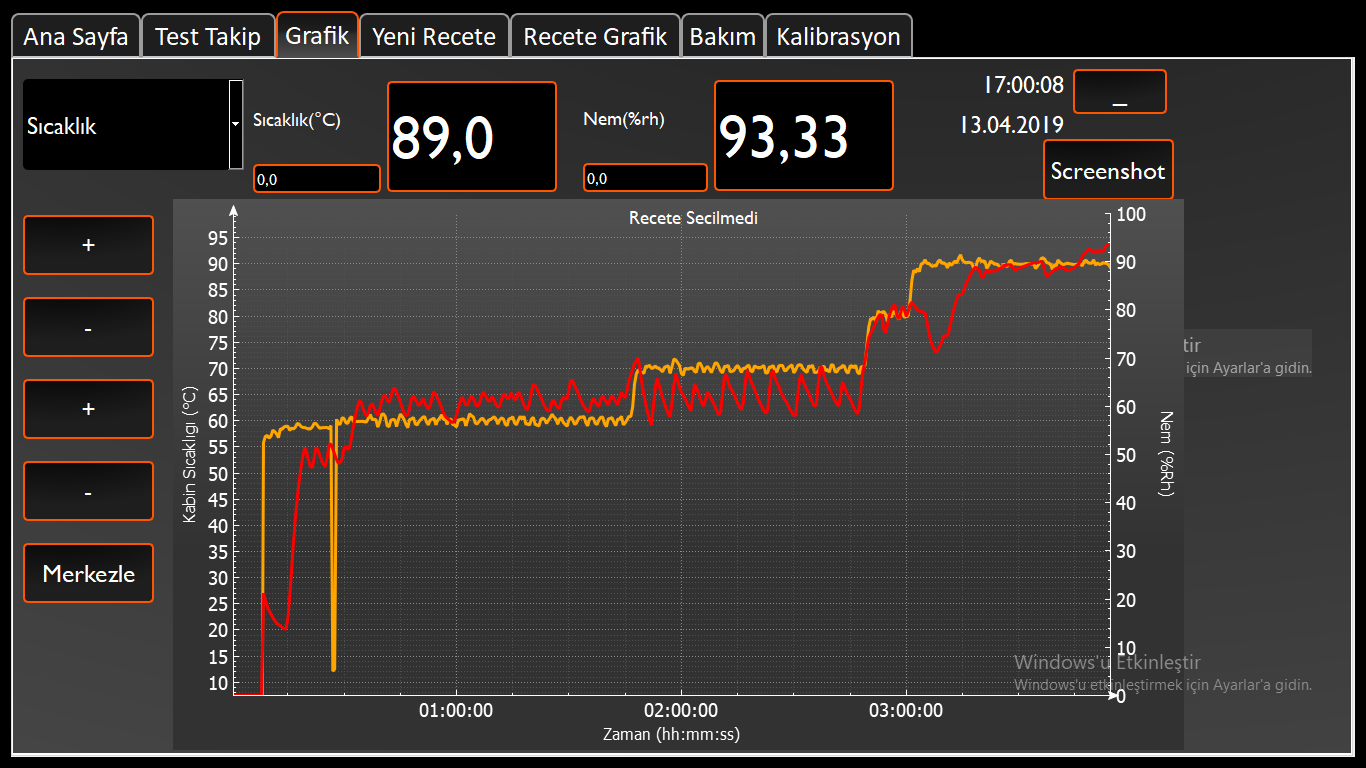 Ana Sayfa
Test Takip
Grafik
Yeni Recete
Recete Grafik
Bakım
Kalibrasyon
Sıcaklık
Sıcaklık(°C)
0,0
89,0
Nem(%rh)
0,0
93,33
17:00:08
13.04.2019
_
Screenshot
+
-
+
-
Merkezle
Recete Secilmedi
Kabin Sıcaklıgı (°C)
95
90
85
80
75
70
65
60
55
50
45
40
35
30
25
20
15
10
100
90
80
70
60
50
40
30
20
10
0
Nem (%Rh)
01:00:00
02:00:00
03:00:00
Zaman (hh:mm:ss)
tir
için Ayarlar'a gidin.
Windows'u Etkinleştir
Windows'u etkinleştirmek için Ayarlar'a gidin.